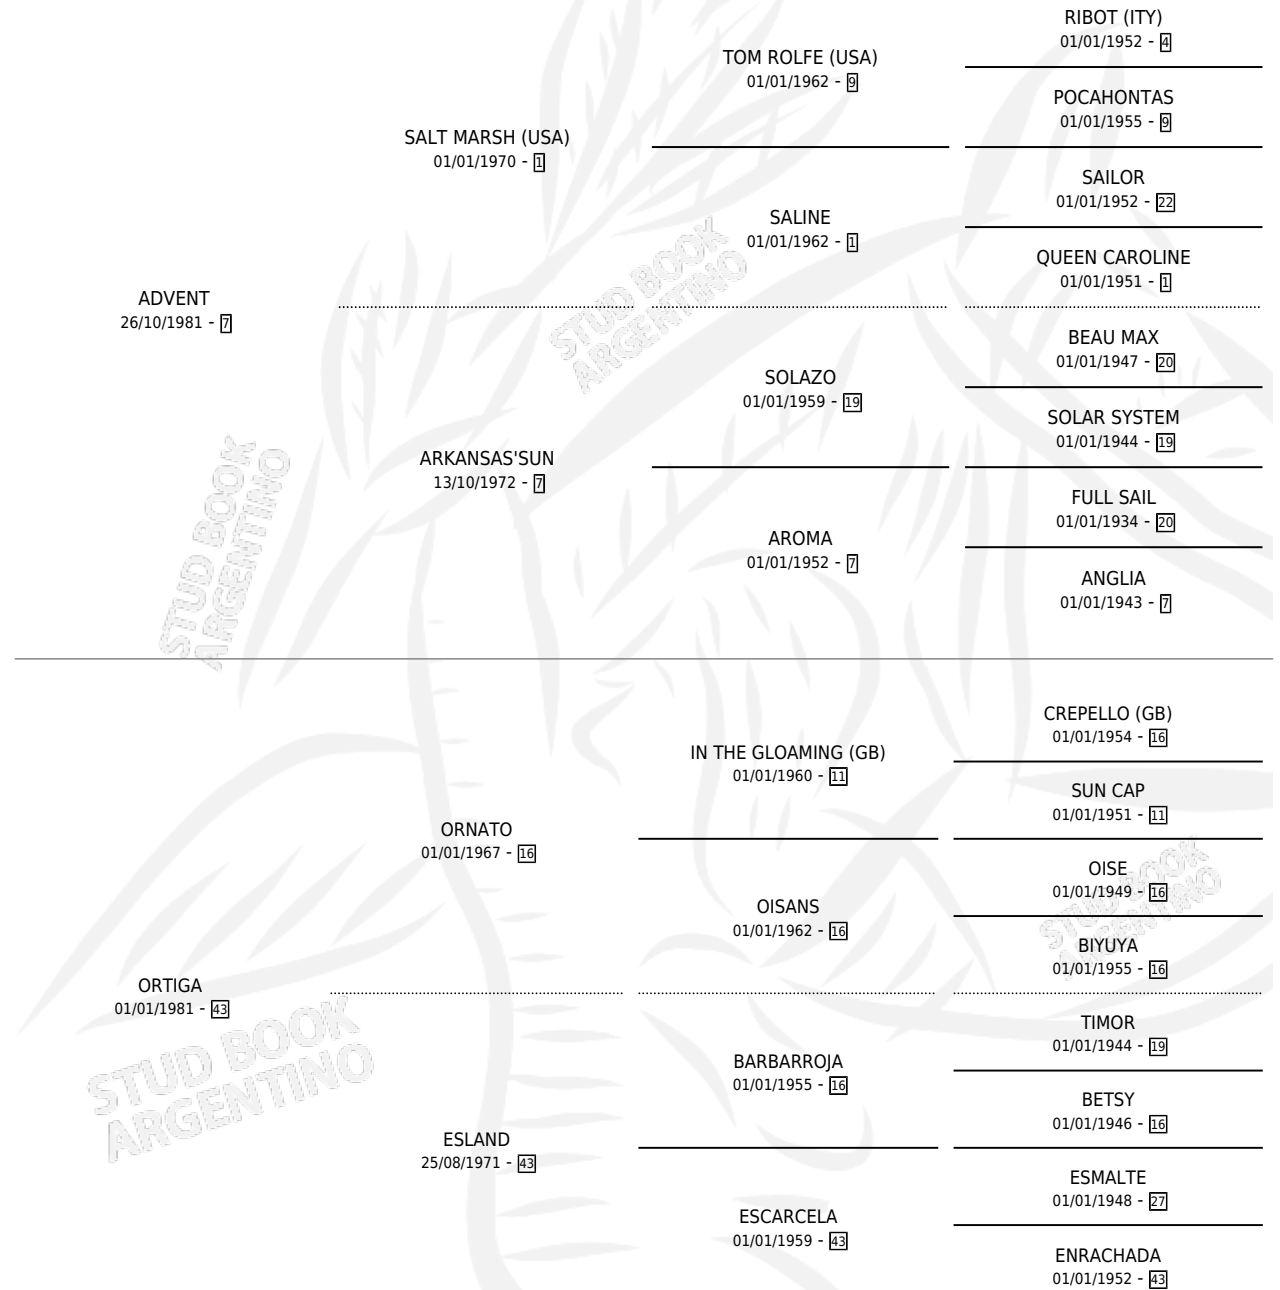 RIBOT (ITY)
01/01/1952 - 4
TOM ROLFE (USA)
01/01/1962 - 9
POCAHONTAS
01/01/1955 - 9
SALT MARSH (USA)
01/01/1970 - 1
SAILOR
01/01/1952 - 22
SALINE
01/01/1962 - 1
QUEEN CAROLINE
01/01/1951 - 1
ADVENT
26/10/1981 - 7
BEAU MAX
01/01/1947 - 20
SOLAZO
01/01/1959 - 19
SOLAR SYSTEM
01/01/1944 - 19
ARKANSAS'SUN
13/10/1972 - 7
FULL SAIL
01/01/1934 - 20
AROMA
01/01/1952 - 7
ANGLIA
01/01/1943 - 7
STUD BOOK
ARGENTINO
STUD BOOK
ARGENTINO
CREPELLO (GB)
01/01/1954 - 16
IN THE GLOAMING (GB)
01/01/1960 - 11
SUN CAP
01/01/1951 - 11
ORNATO
01/01/1967 - 16
OISE
01/01/1949 - 16
OISANS
01/01/1962 - 16
BIYUYA
01/01/1955 - 16
ORTIGA
01/01/1981 - 43
TIMOR
01/01/1944 - 19
BARBARROJA
01/01/1955 - 16
BETSY
01/01/1946 - 16
ESLAND
25/08/1971 - 43
ESMALTE
01/01/1948 - 27
ESCARCELA
01/01/1959 - 43
ENRACHADA
01/01/1952 - 43
STUD BOOK
ARGENTINO
STUD BOOK
ARGENTINO